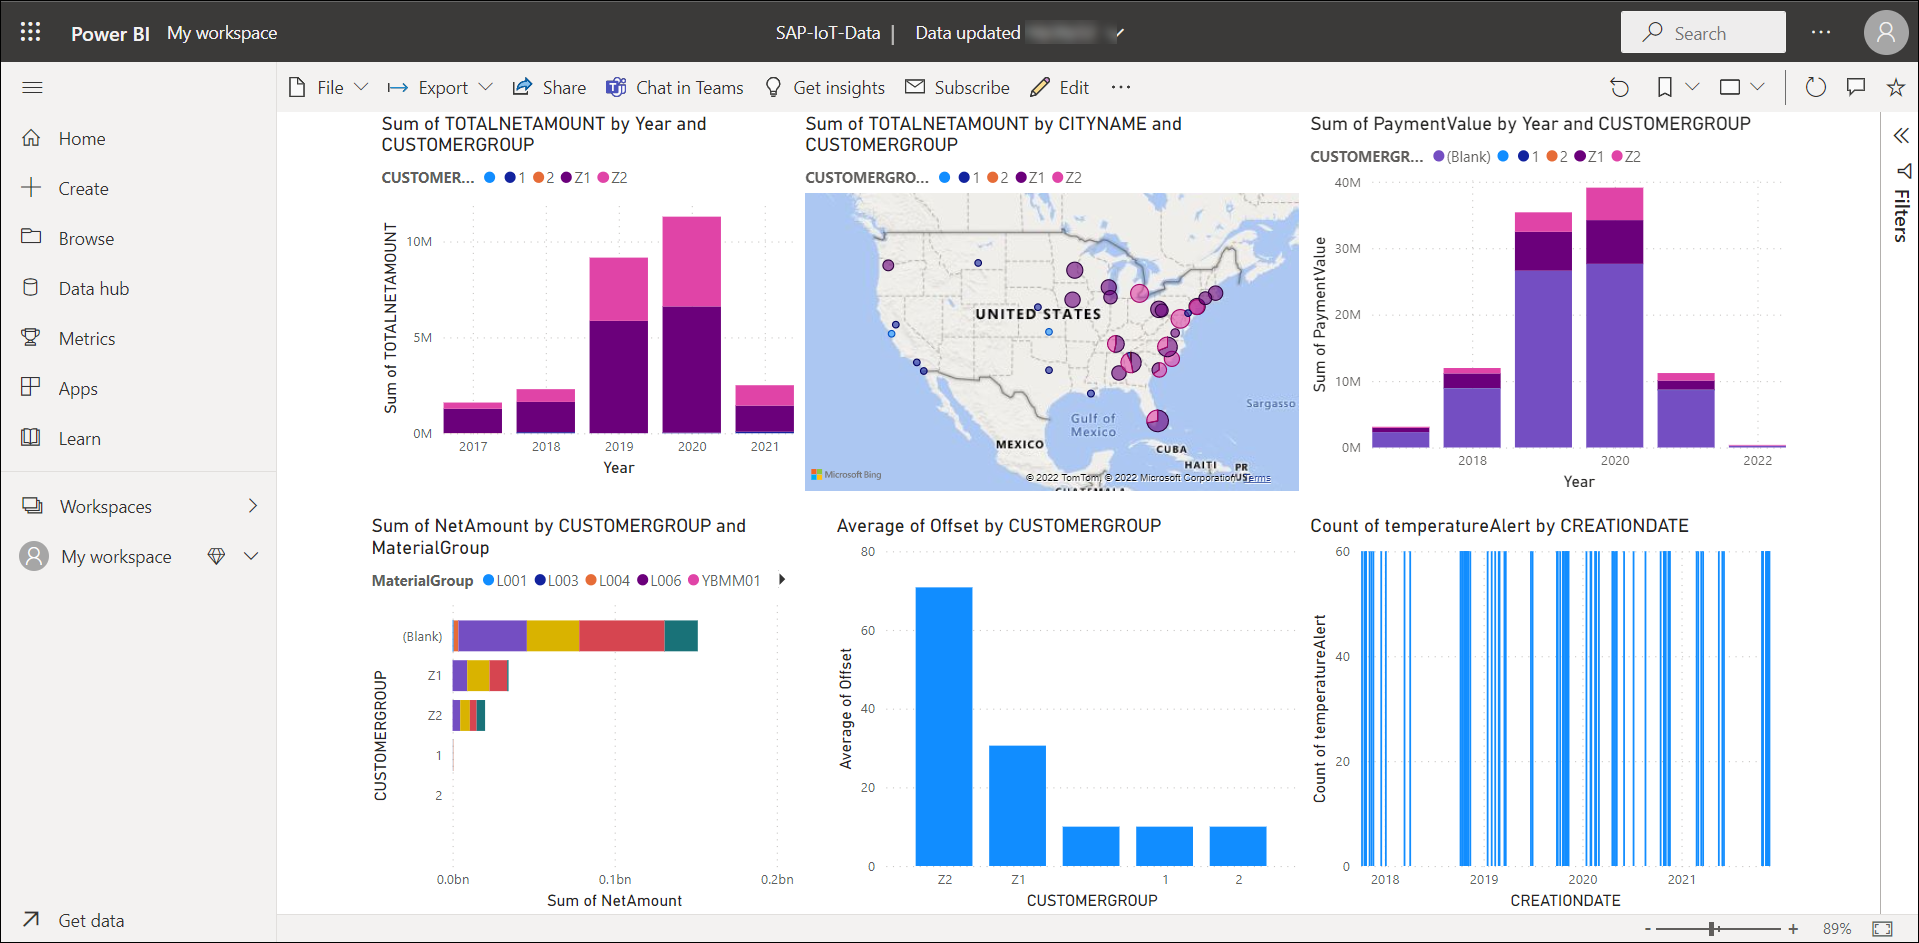 Power BI My workspace
SAP-IoT-Data | Data updated
Search
File Export Share Chat in Teams Get insights Subscribe Edit
Home
Create
Browse
Data hub
Metrics
Apps
Learn
Workspaces
My workspace
Get data
Sum of TOTALNETAMOUNT by Year and
CUSTOMERGROUP
CUSTOMER... 1 2 Z1 Z2
Sum of TOTALNETAMOUNT
10M
5M
0M
2017 2018 2019 2020 2021
Year
Sum of TOTALNETAMOUNT by CITYNAME and
CUSTOMERGROUP
CUSTOMERGRO... 1 2 Z1 Z2
UNITED STATES
Sargasso
Gulf of
Mexico
MEXICO
CUBA
HAITI PR
US
Microsoft Bing
© 2022 TomTom, © 2022 Microsoft Corporation Terms
GUATEMALA
Sum of PaymentValue by Year and CUSTOMERGROUP
CUSTOMERGR... (Blank) 1 2 Z1 Z2
Sum of PaymentValue
40M
30M
20M
10M
0M
2018 2020 2022
Year
Filters
Sum of NetAmount by CUSTOMERGROUP and
MaterialGroup
MaterialGroup L001 L003 L004 L006 YBMM01
CUSTOMERGROUP
(Blank)
Z1
Z2
1
2
0.0bn 0.1bn 0.2bn
Sum of NetAmount
Average of Offset by CUSTOMERGROUP
Average of Offset
80
60
40
20
0
Z2 Z1 1 2
CUSTOMERGROUP
Count of temperatureAlert by CREATIONDATE
Count of temperatureAlert
60
40
20
0
2018 2019 2020 2021
CREATIONDATE
- + 89%